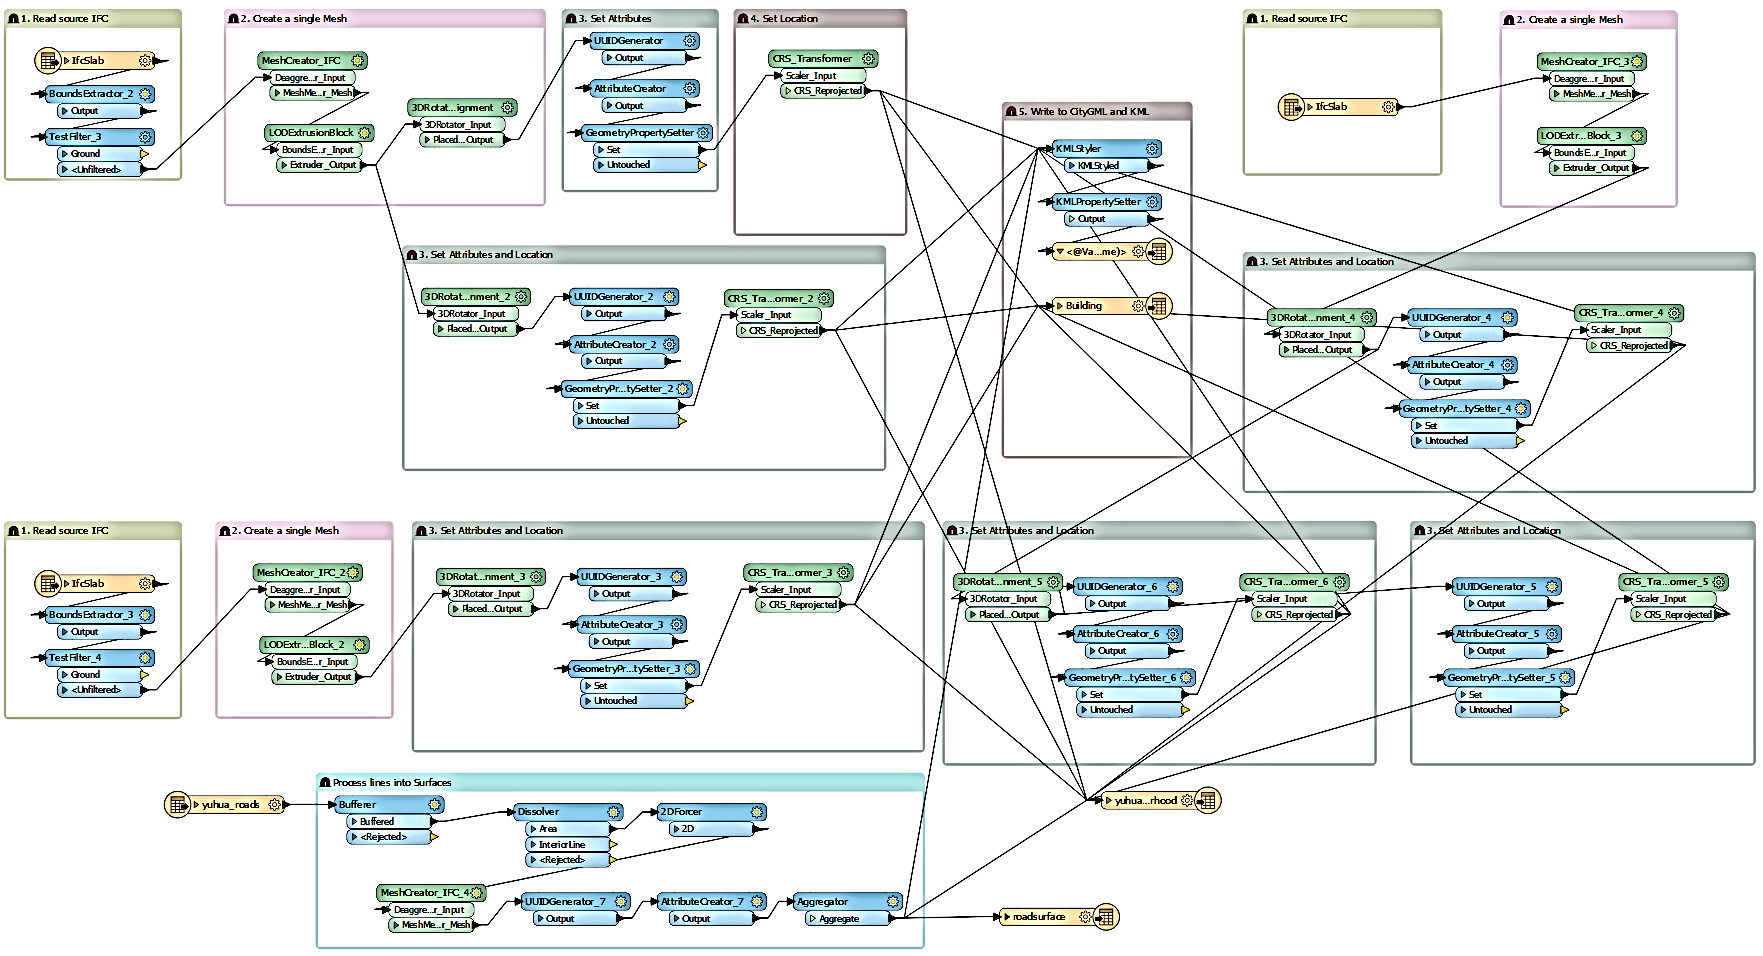 1. Read source IFC
IfcSlab
BoundsExtractor_2
Output
TestFilter_3
Ground
<Unfiltered>
2. Create a single Mesh
MeshCreator_IFC
Deaggre...r_Input
MeshMe...r_Mesh
LODExtrusionBlock
BoundsE...r_Input
Extruder_Output
3DRotat...ignment
3DRotator_Input
Placed...Output
3. Set Attributes
UUIDGenerator
Output
AttributeCreator
Output
GeometryPropertySetter
Set
Untouched
4. Set Location
CRS_Transformer
Scaler_Input
CRS_Reprojected
5. Write to CityGML and KML
KMLStyler
KMLStyled
KMLPropertySetter
Output
<@Va...me)>
Building
1. Read source IFC
IfcSlab
2. Create a single Mesh
MeshCreator_IFC_3
Deaggre...r_Input
MeshMe...r_Mesh
LODExtr...Block_3
BoundsE...r_Input
Extruder_Output
3. Set Attributes and Location
3DRotat...nment_2
3DRotator_Input
Placed...Output
UUIDGenerator_2
Output
AttributeCreator_2
Output
GeometryPr...tySetter_2
Set
Untouched
CRS_Tra...ormer_2
Scaler_Input
CRS_Reprojected
3. Set Attributes and Location
3DRotat...nment_4
3DRotator_Input
Placed...Output
UUIDGenerator_4
Output
AttributeCreator_4
Output
GeometryPr...tySetter_4
Set
Untouched
CRS_Tra...ormer_4
Scaler_Input
CRS_Reprojected
1. Read source IFC
IfcSlab
BoundsExtractor_3
Output
TestFilter_4
Ground
<Unfiltered>
2. Create a single Mesh
MeshCreator_IFC_2
Deaggre...r_Input
MeshMe...r_Mesh
LODExtr...Block_2
BoundsE...r_Input
Extruder_Output
3. Set Attributes and Location
3DRotat...nment_3
3DRotator_Input
Placed...Output
UUIDGenerator_3
Output
AttributeCreator_3
Output
GeometryPr...tySetter_3
Set
Untouched
CRS_Tra...ormer_3
Scaler_Input
CRS_Reprojected
3. Set Attributes and Location
3DRotat...nment_5
3DRotator_Input
Placed...Output
UUIDGenerator_6
Output
AttributeCreator_6
Output
GeometryPr...tySetter_6
Set
Untouched
CRS_Tra...ormer_6
Scaler_Input
CRS_Reprojected
3. Set Attributes and Location
UUIDGenerator_5
Output
AttributeCreator_5
Output
GeometryPr...tySetter_5
Set
Untouched
CRS_Tra...ormer_5
Scaler_Input
CRS_Reprojected
yuhua_roads
Process lines into Surfaces
Bufferer
Buffered
<Rejected>
Dissolver
Area
InteriorLine
<Rejected>
2DForcer
2D
MeshCreator_IFC_4
Deaggre...r_Input
MeshMe...r_Mesh
UUIDGenerator_7
Output
AttributeCreator_7
Output
Aggregator
Aggregate
yuhua...rhood
roadsurface